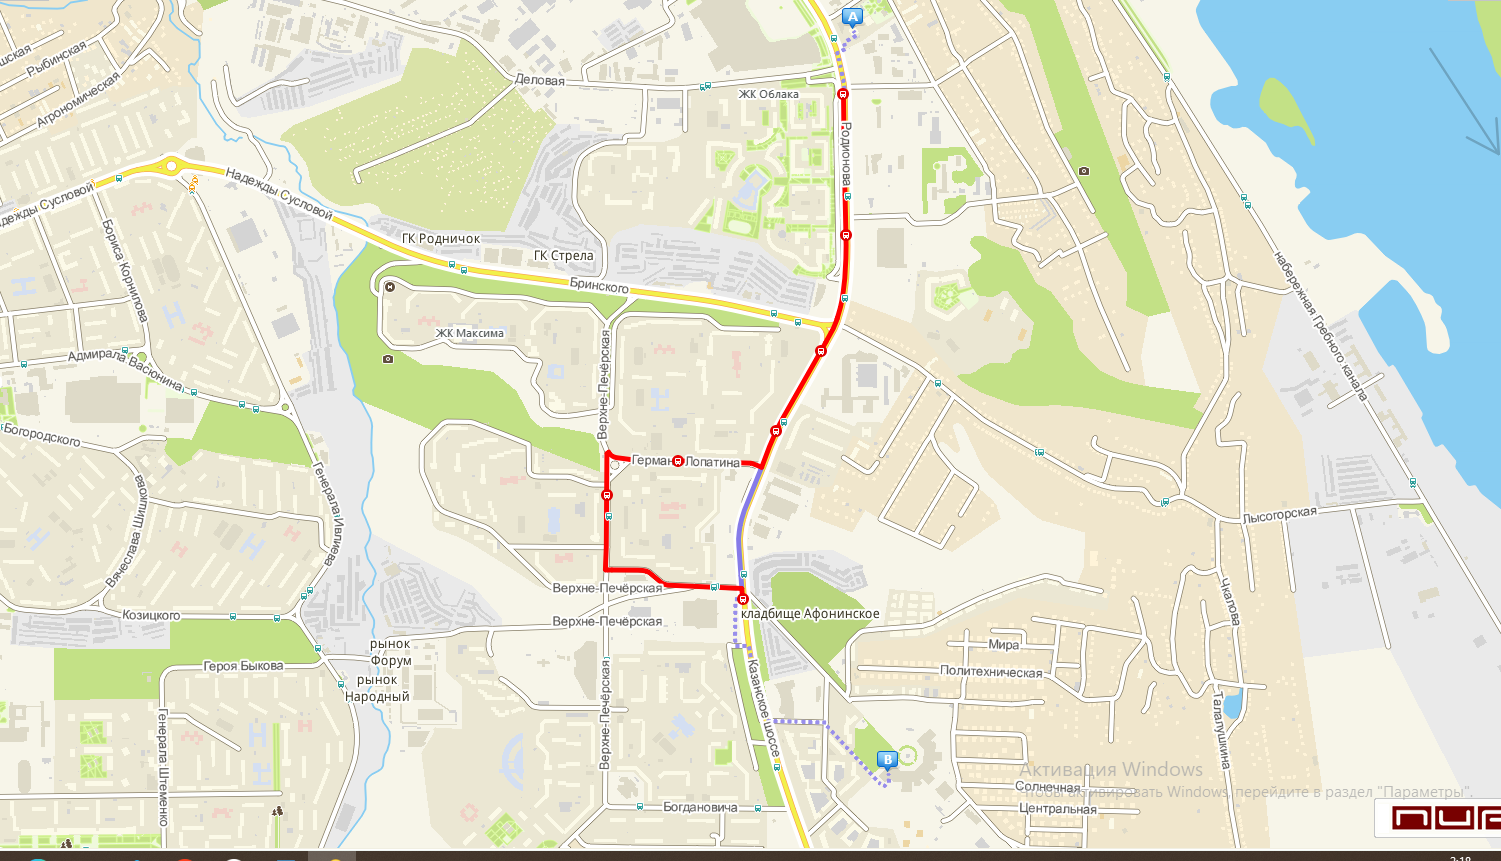 A
Рыбинская
Агрономическая
Деловая
ЖК Облака
Родионова
Надежды Сусловой
Надежды Сусловой
Бориса Корнилова
ГК Родничок
ГК Стрела
Бринского
набережная Гребного канала
ЖК Максима
Верхне-Печёрская
Адмирала Васюнина
Богородского
Лопатина
Генерала Ивлиева
Вячеслава Шишкова
Лысогорская
Верхне-Печёрская
Чкалова
Козицкого
кладбище Афонинское
Верхне-Печёрская
рынок
Форум
Мира
Героя Быкова
рынок
Народный
Политехническая
Верхне-Печёрская
Казанское шоссе
Генерала Штеменко
Талалушкина
B
Активация Windows
Чтобы активировать Windows, перейдите в раздел "Параметры".
Солнечная
Центральная
Богдановича